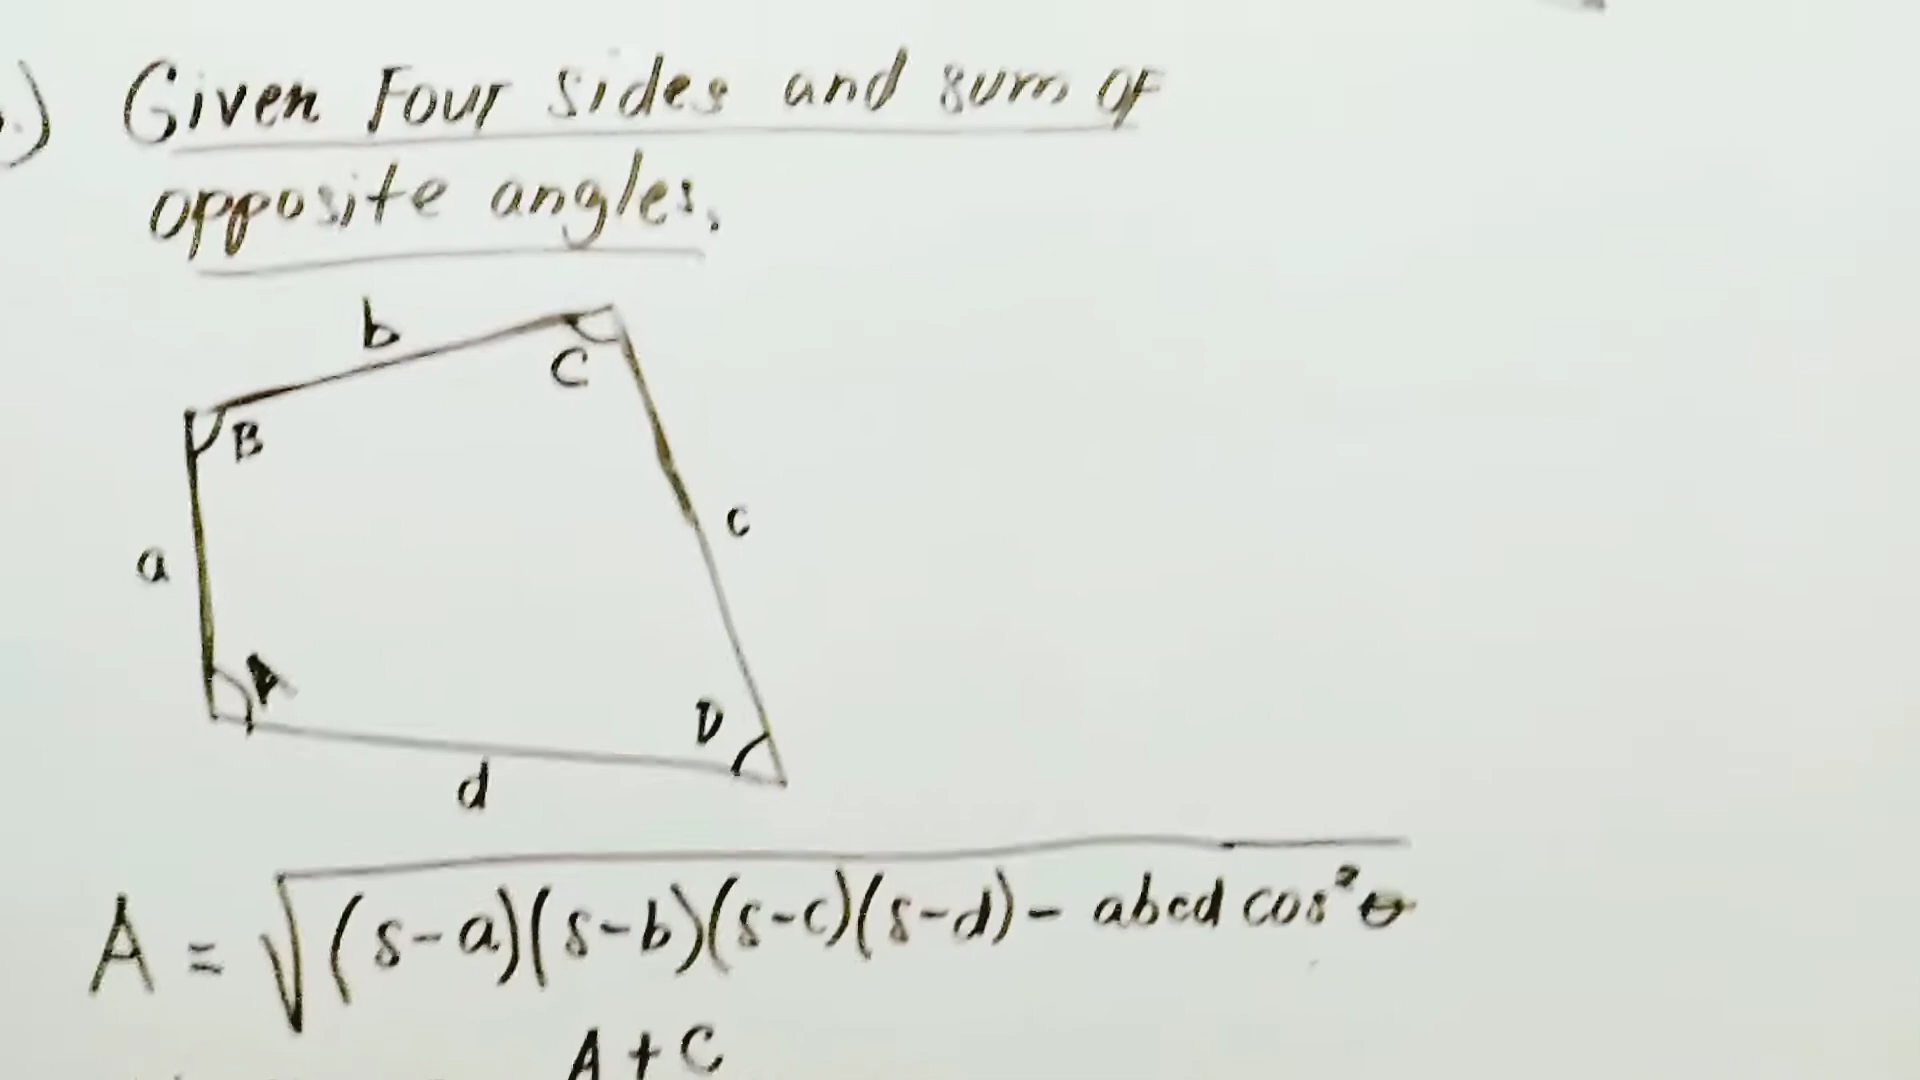 .) Given Four sides and sum of
opposite angles.
b
C
B
c
a
A
D
d
A = √(s-a)(s-b)(s-c)(s-d) - abcd cos²θ
A + C